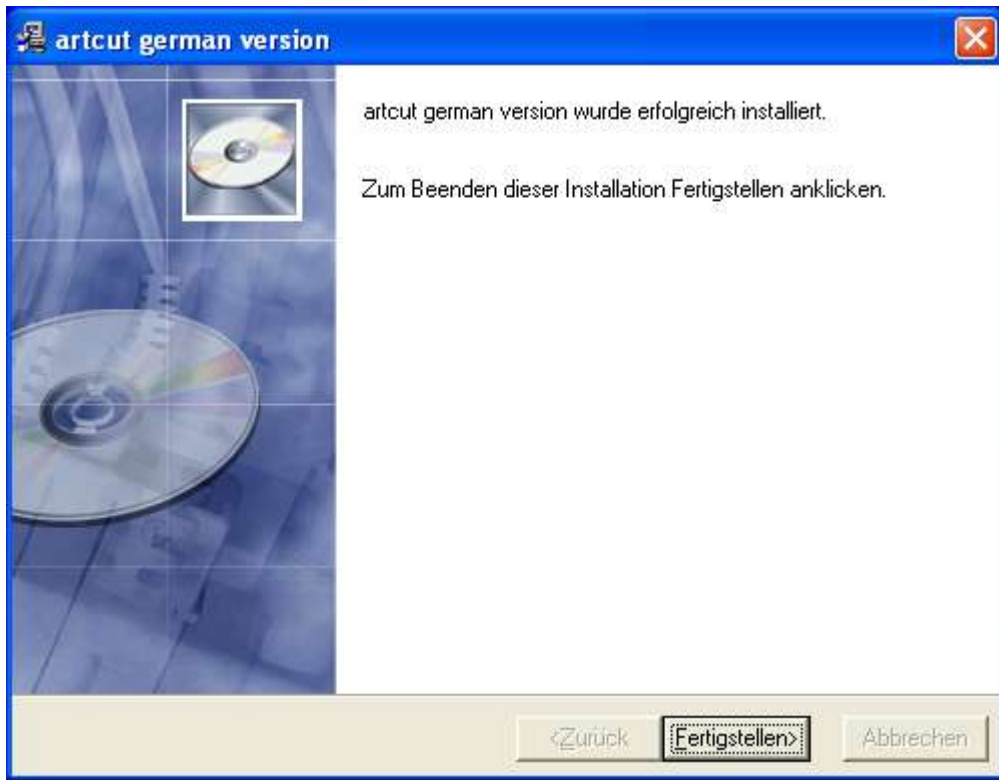 artcut german version
artcut german version wurde erfolgreich installiert.
Zum Beenden dieser Installation Fertigstellen anklicken.
<Zurück
Fertigstellen>
Abbrechen